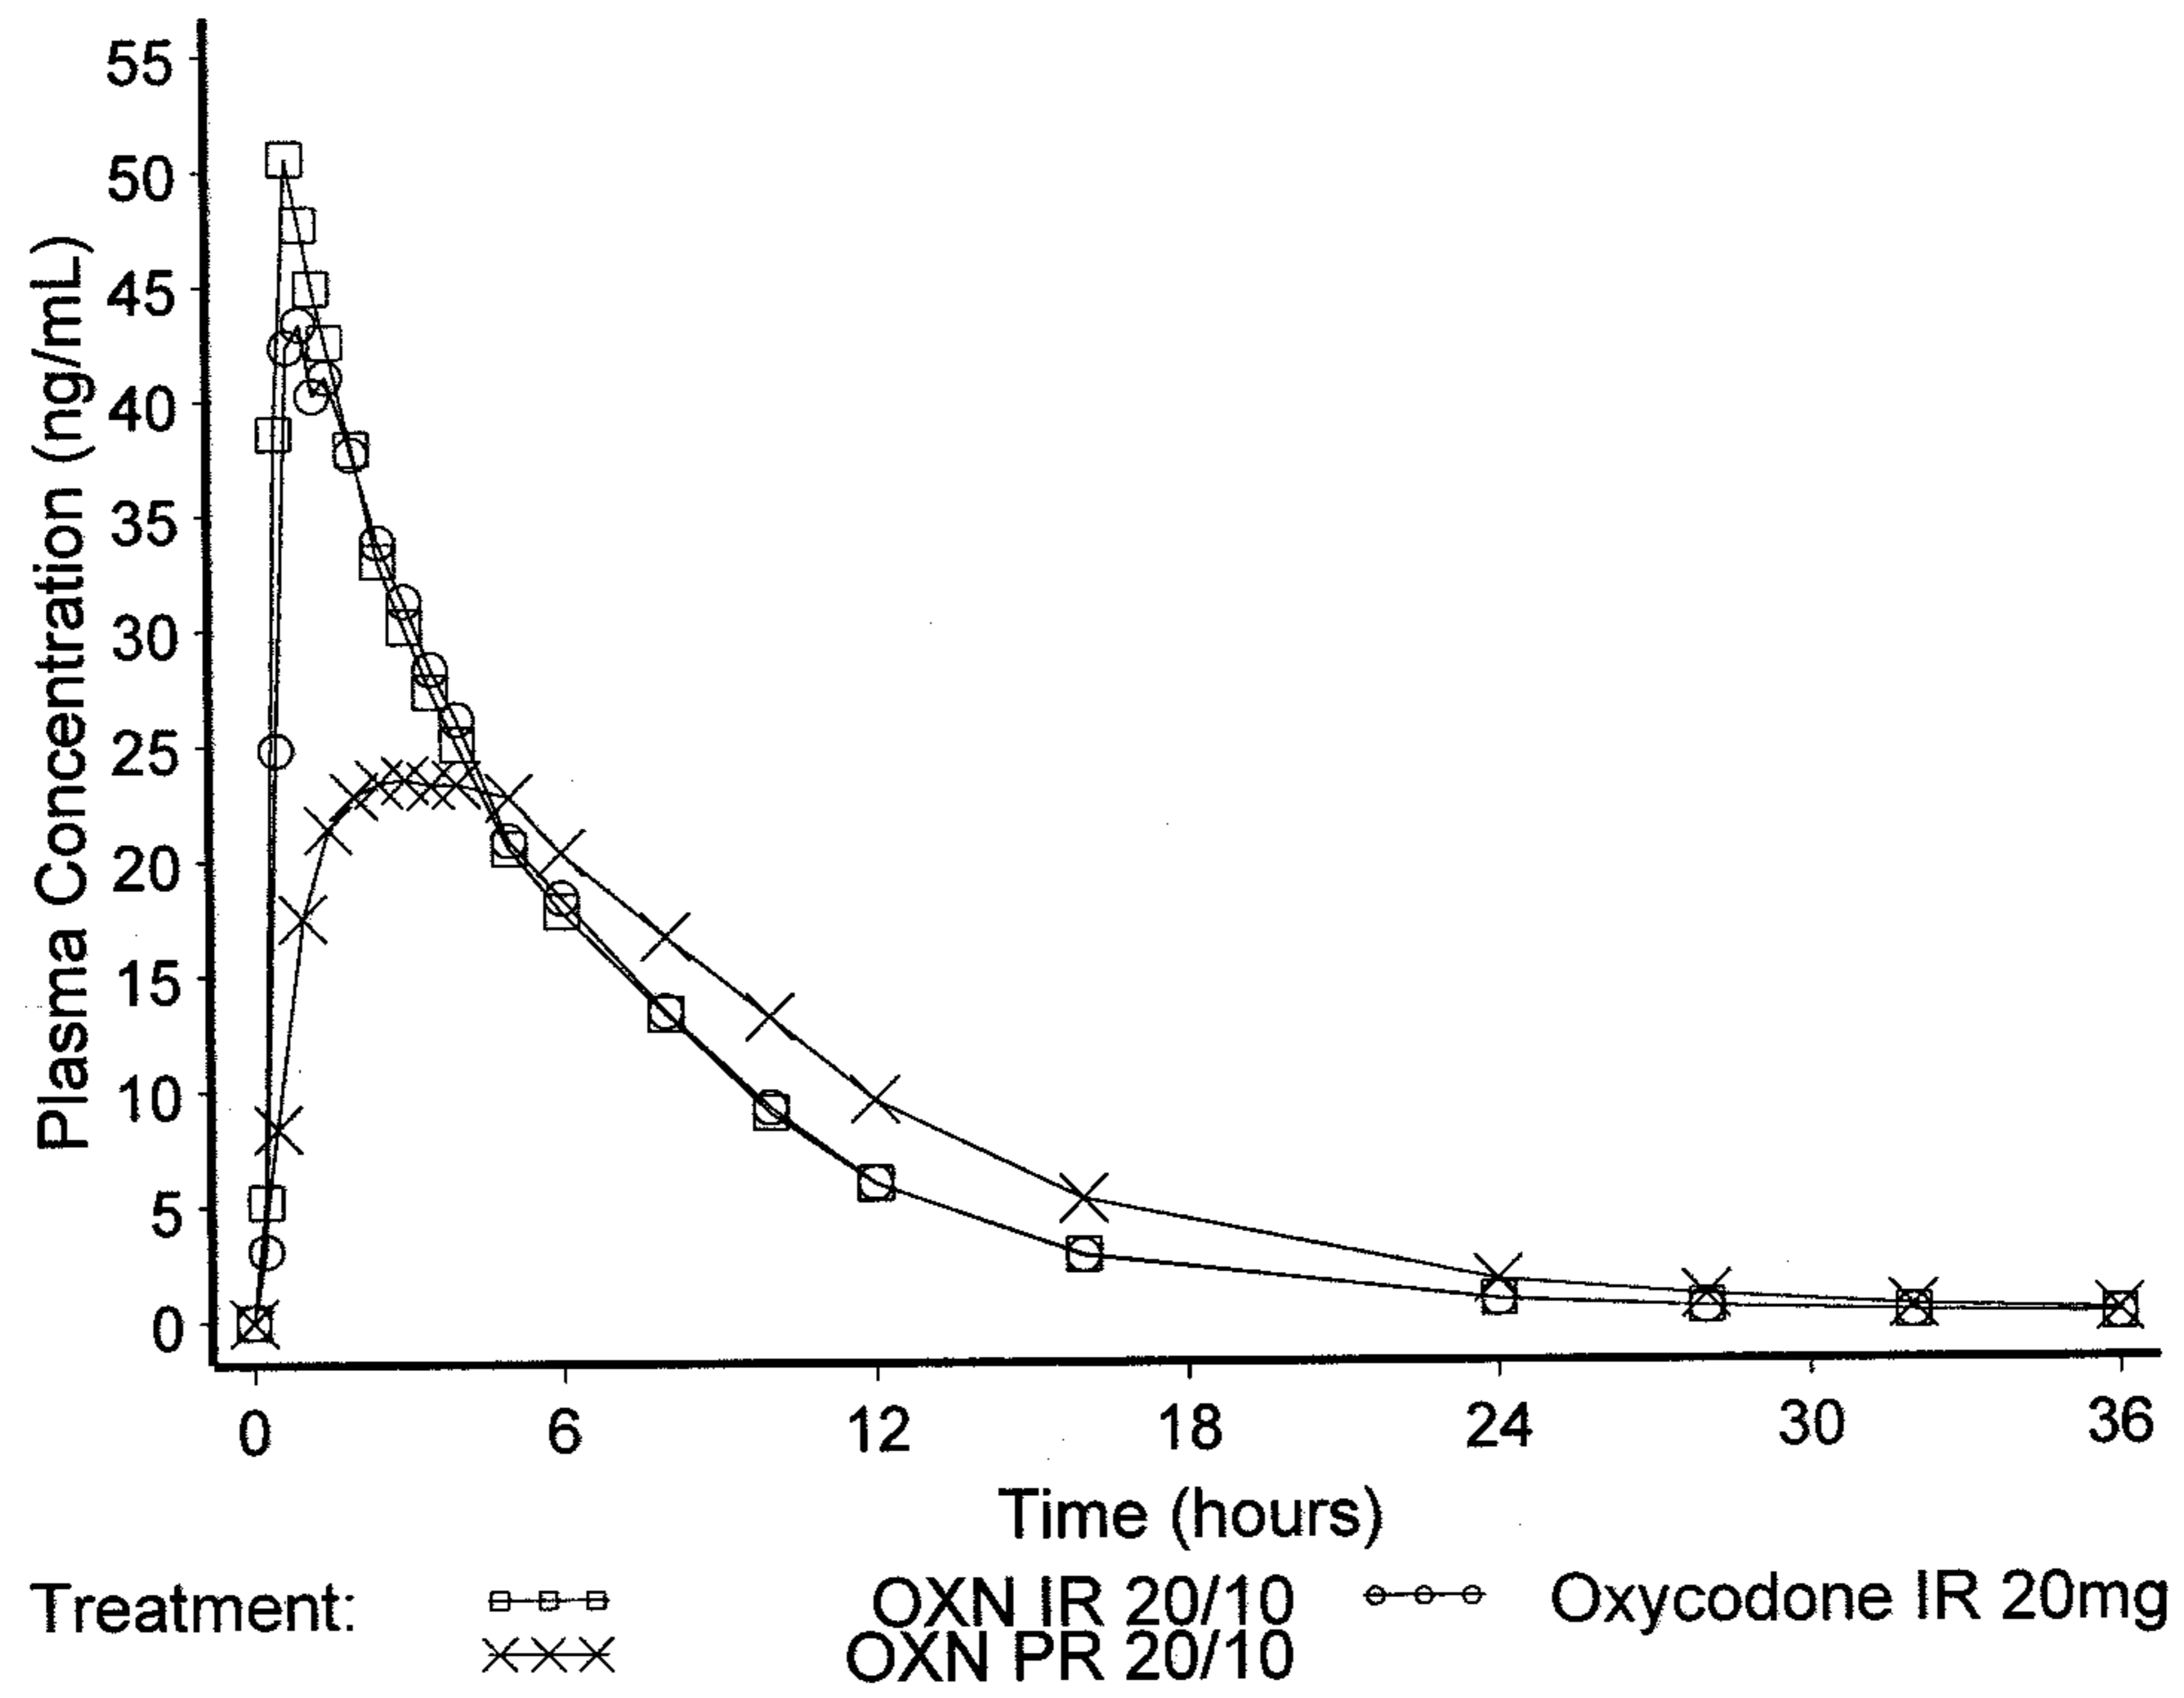 Plasma Concentration (ng/mL)
55
50
45
40
35
30
25
20
15
10
5
0
0 6 12 18 24 30 36
Time (hours)
Treatment: OXN IR 20/10 Oxycodone IR 20mg
OXN PR 20/10